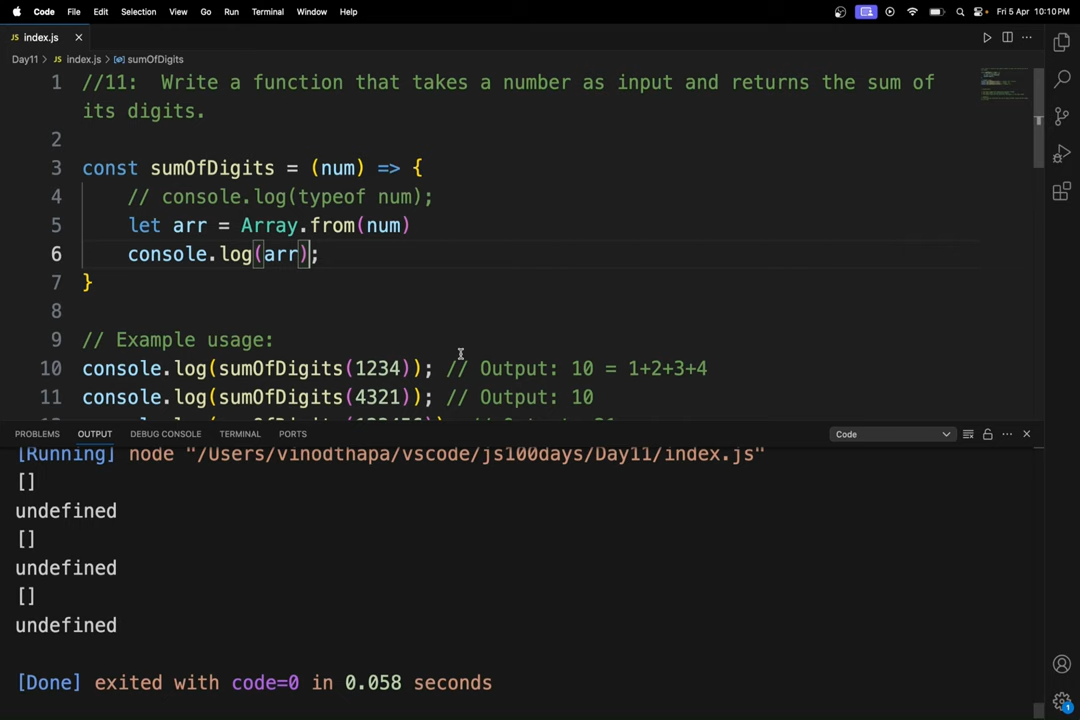 Code File Edit Selection View Go Run Terminal Window Help Fri 5 Apr 10:10 PM
index.js
Day11 > JS index.js > sumOfDigits
1 //11:  Write a function that takes a number as input and returns the sum of
its digits.
2
3 const sumOfDigits = (num) => {
4 // console.log(typeof num);
5 let arr = Array.from(num)
6 console.log(arr);
7 }
8
9 // Example usage:
10 console.log(sumOfDigits(1234)); // Output: 10 = 1+2+3+4
11 console.log(sumOfDigits(4321)); // Output: 10
PROBLEMS OUTPUT DEBUG CONSOLE TERMINAL PORTS Code
[Running] node "/Users/vinodthapa/vscode/js100days/Day11/index.js"
[]
undefined
[]
undefined
[]
undefined
[Done] exited with code=0 in 0.058 seconds
1